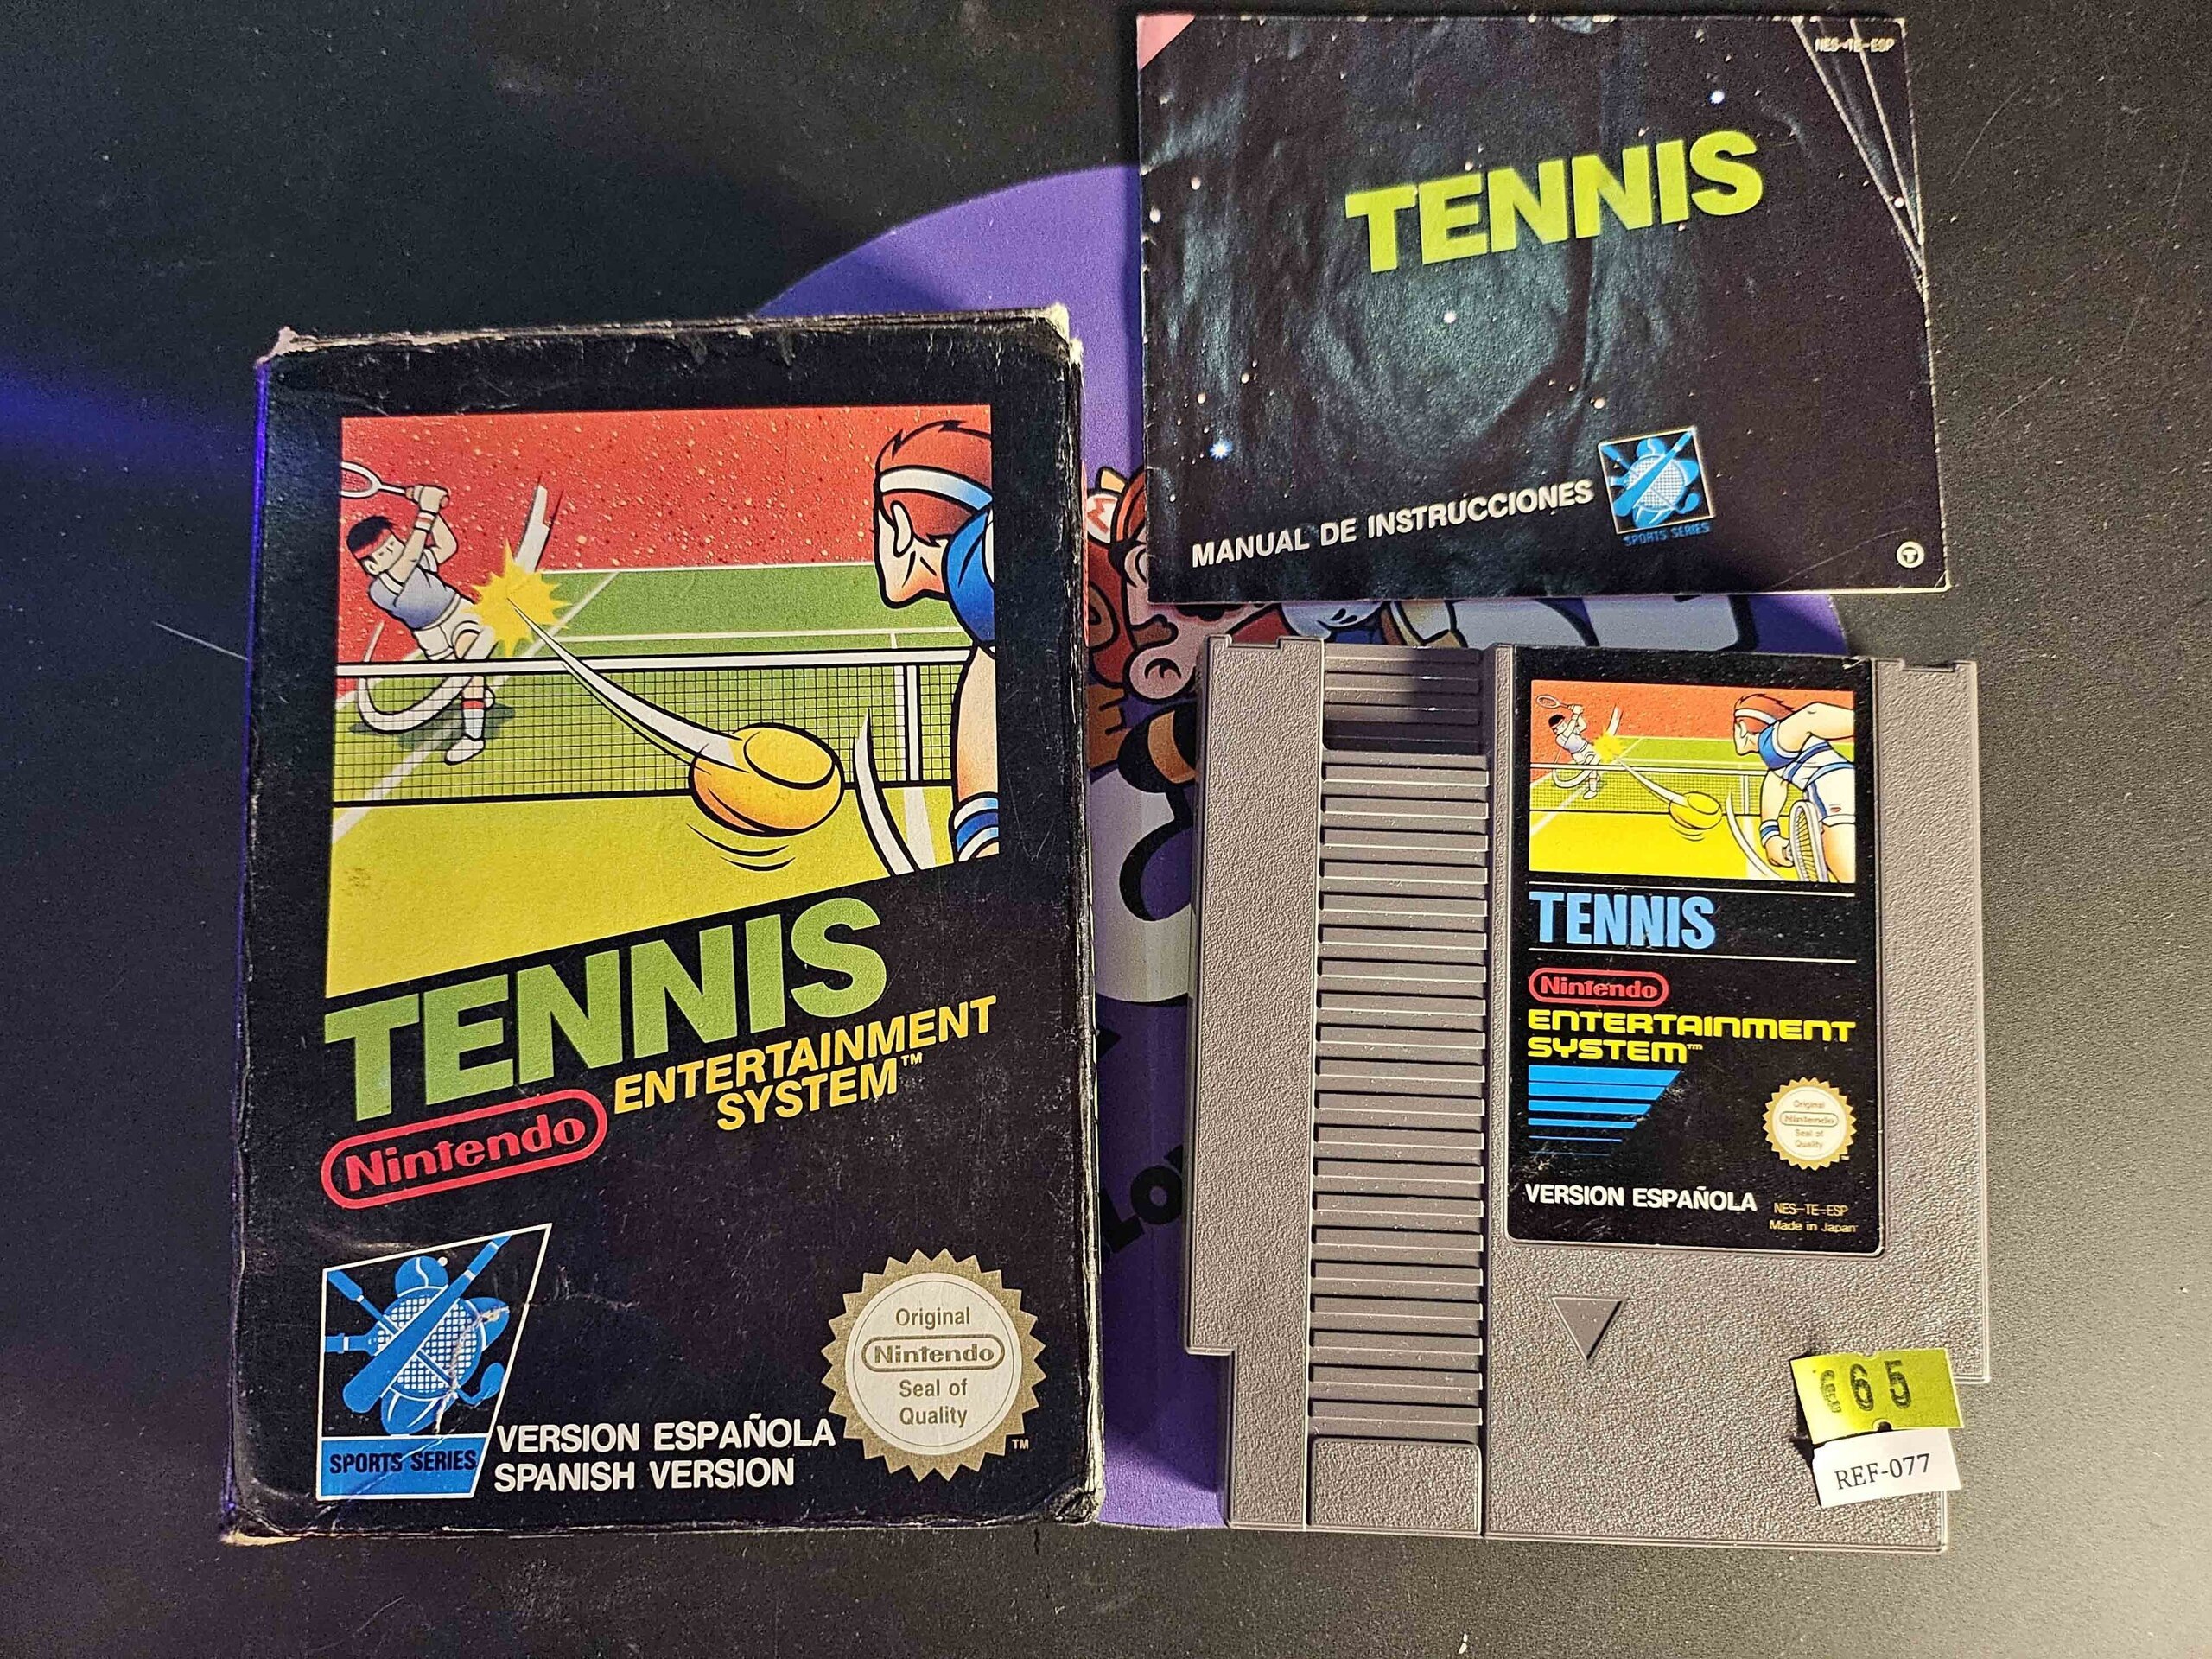 TENNIS
Nintendo
ENTERTAINMENT
SYSTEM™
SPORTS SERIES
VERSION ESPAÑOLA
SPANISH VERSION
Original
Nintendo
Seal of
Quality
TM
NES-TE-ESP
TENNIS
MANUAL DE INSTRUCCIONES
SPORTS SERIES
T
TENNIS
Nintendo
ENTERTAINMENT
SYSTEM™
Original
Nintendo
Seal of
Quality
VERSION ESPAÑOLA
NES-TE-ESP
Made in Japan
€65
REF-077